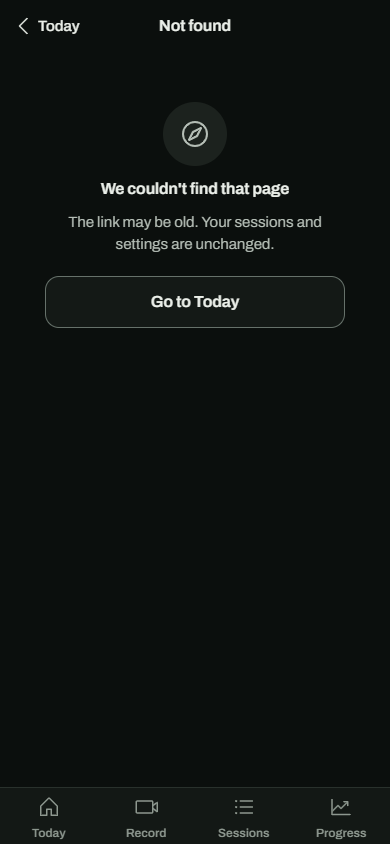 Today
Not found
We couldn't find that page
The link may be old. Your sessions and
settings are unchanged.
Go to Today
Today
Record
Sessions
Progress